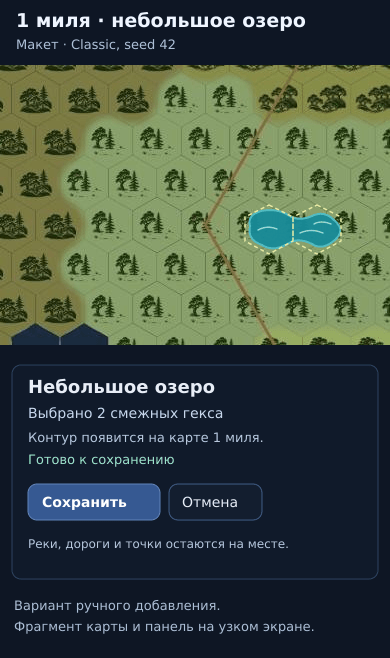 1 миля · небольшое озеро
Макет · Classic, seed 42
Небольшое озеро
Выбрано 2 смежных гекса
Контур появится на карте 1 миля.
Готово к сохранению
Сохранить
Отмена
Реки, дороги и точки остаются на месте.
Вариант ручного добавления.
Фрагмент карты и панель на узком экране.